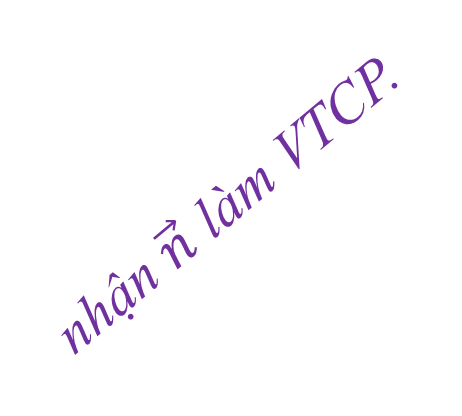 nhận $\vec{n}$ làm VTCP.